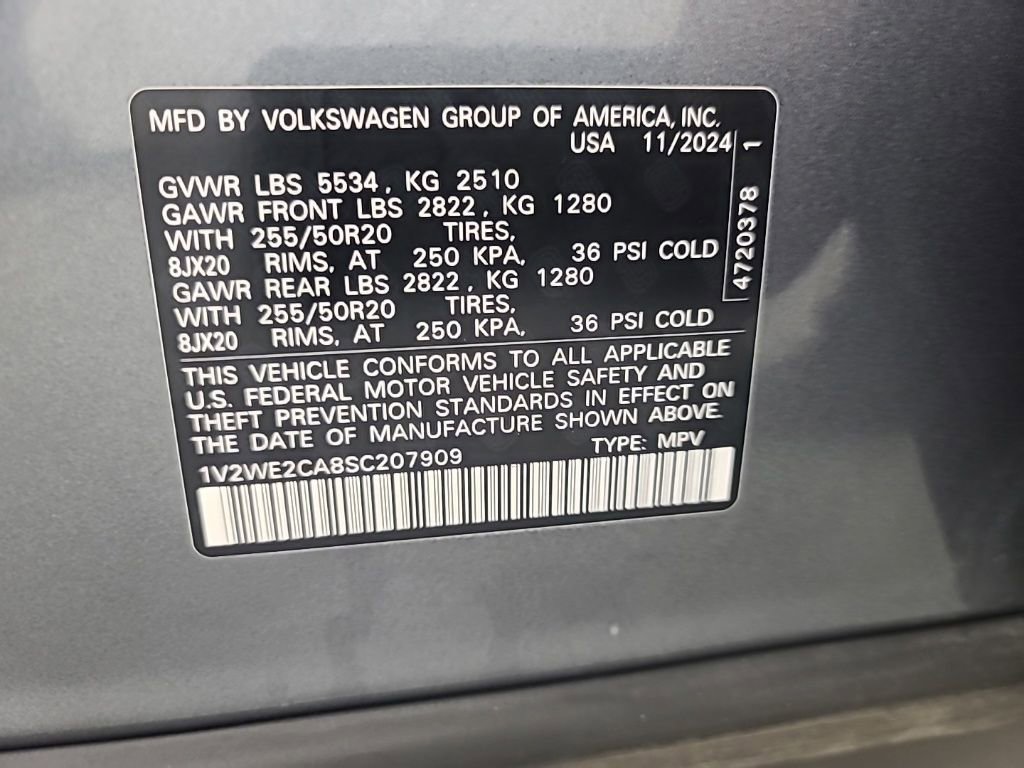 MFD BY VOLKSWAGEN GROUP OF AMERICA, INC.
USA 11/2024
GVWR LBS 5534, KG 2510
GAWR FRONT LBS 2822, KG 1280
WITH 255/50R20 TIRES,
8JX20 RIMS, AT 250 KPA, 36 PSI COLD
GAWR REAR LBS 2822, KG 1280
WITH 255/50R20 TIRES,
8JX20 RIMS, AT 250 KPA, 36 PSI COLD
THIS VEHICLE CONFORMS TO ALL APPLICABLE
U.S. FEDERAL MOTOR VEHICLE SAFETY AND
THEFT PREVENTION STANDARDS IN EFFECT ON
THE DATE OF MANUFACTURE SHOWN ABOVE.
1V2WE2CA8SC207909 TYPE: MPV
4720378 1